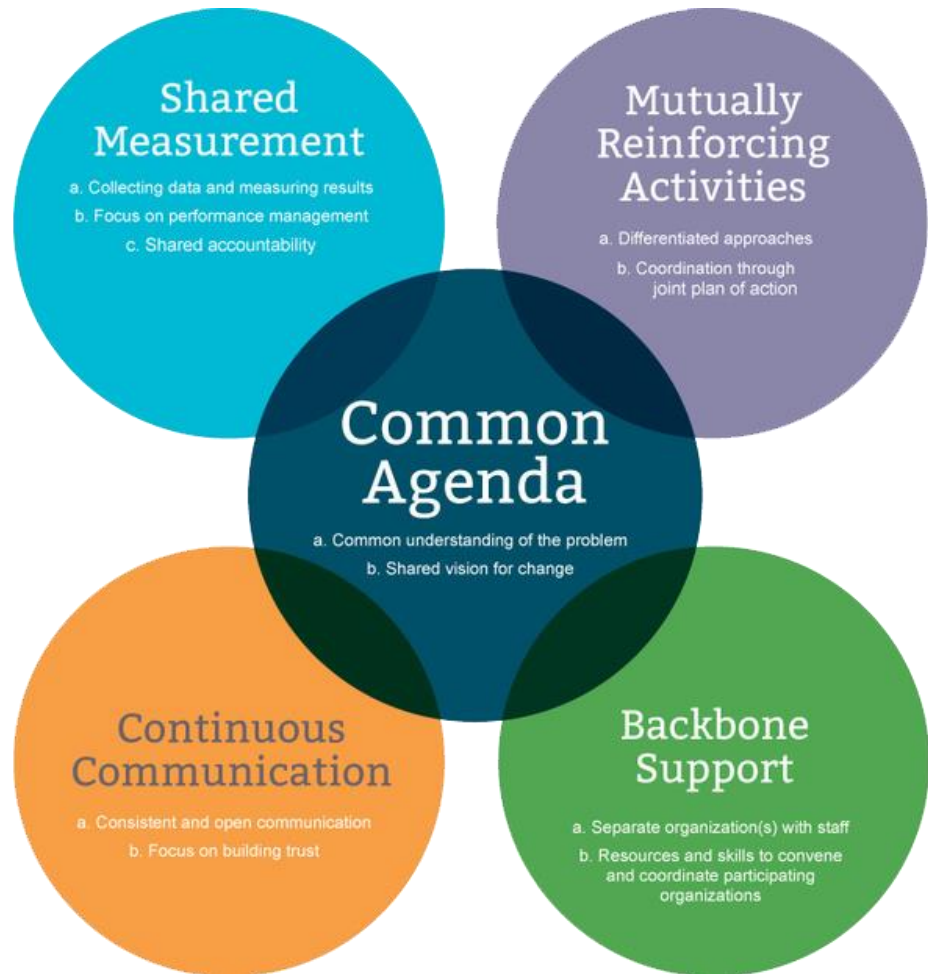 Shared
Measurement
a. Collecting data and measuring results
b. Focus on performance management
c. Shared accountability
Mutually
Reinforcing
Activities
a. Differentiated approaches
b. Coordination through
joint plan of action
Common
Agenda
a. Common understanding of the problem
b. Shared vision for change
Continuous
Communication
a. Consistent and open communication
b. Focus on building trust
Backbone
Support
a. Separate organization(s) with staff
b. Resources and skills to convene
and coordinate participating
organizations